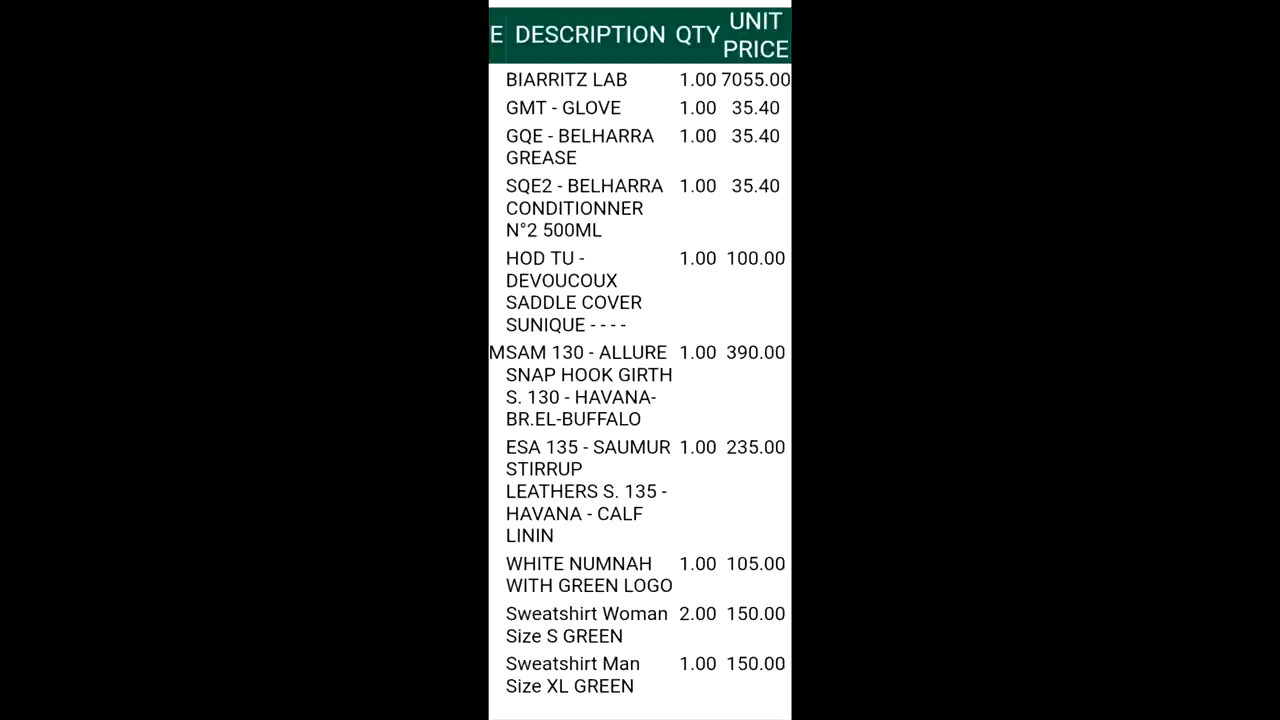 E DESCRIPTION QTY UNIT PRICE
BIARRITZ LAB 1.00 7055.00
GMT - GLOVE 1.00 35.40
GQE - BELHARRA 1.00 35.40
GREASE
SQE2 - BELHARRA 1.00 35.40
CONDITIONNER
N°2 500ML
HOD TU - 1.00 100.00
DEVOUCOUX
SADDLE COVER
SUNIQUE - - - -
MSAM 130 - ALLURE 1.00 390.00
SNAP HOOK GIRTH
S. 130 - HAVANA-
BR.EL-BUFFALO
ESA 135 - SAUMUR 1.00 235.00
STIRRUP
LEATHERS S. 135 -
HAVANA - CALF
LININ
WHITE NUMNAH 1.00 105.00
WITH GREEN LOGO
Sweatshirt Woman 2.00 150.00
Size S GREEN
Sweatshirt Man 1.00 150.00
Size XL GREEN